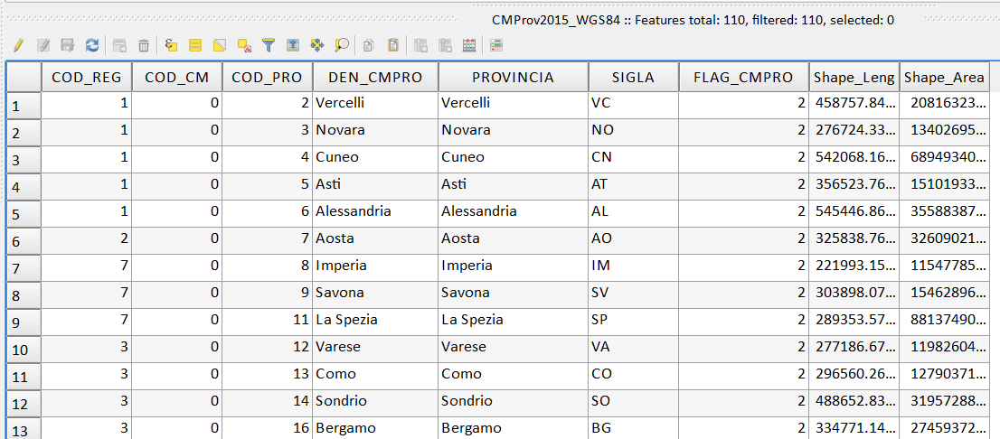 CMProv2015_WGS84 :: Features total: 110, filtered: 110, selected: 0
COD_REG COD_CM COD_PRO DEN_CMPRO PROVINCIA SIGLA FLAG_CMPRO Shape_Leng Shape_Area
1 1 0 2 Vercelli Vercelli VC 2 458757.84... 20816323...
2 1 0 3 Novara Novara NO 2 276724.33... 13402695...
3 1 0 4 Cuneo Cuneo CN 2 542068.16... 68949340...
4 1 0 5 Asti Asti AT 2 356523.76... 15101933...
5 1 0 6 Alessandria Alessandria AL 2 545446.86... 35588387...
6 2 0 7 Aosta Aosta AO 2 325838.76... 32609021...
7 7 0 8 Imperia Imperia IM 2 221993.15... 11547785...
8 7 0 9 Savona Savona SV 2 303898.07... 15462896...
9 7 0 11 La Spezia La Spezia SP 2 289353.57... 88137490...
10 3 0 12 Varese Varese VA 2 277186.67... 11982604...
11 3 0 13 Como Como CO 2 296560.26... 12790371...
12 3 0 14 Sondrio Sondrio SO 2 488652.83... 31957288...
13 3 0 16 Bergamo Bergamo BG 2 334771.14... 27459372...